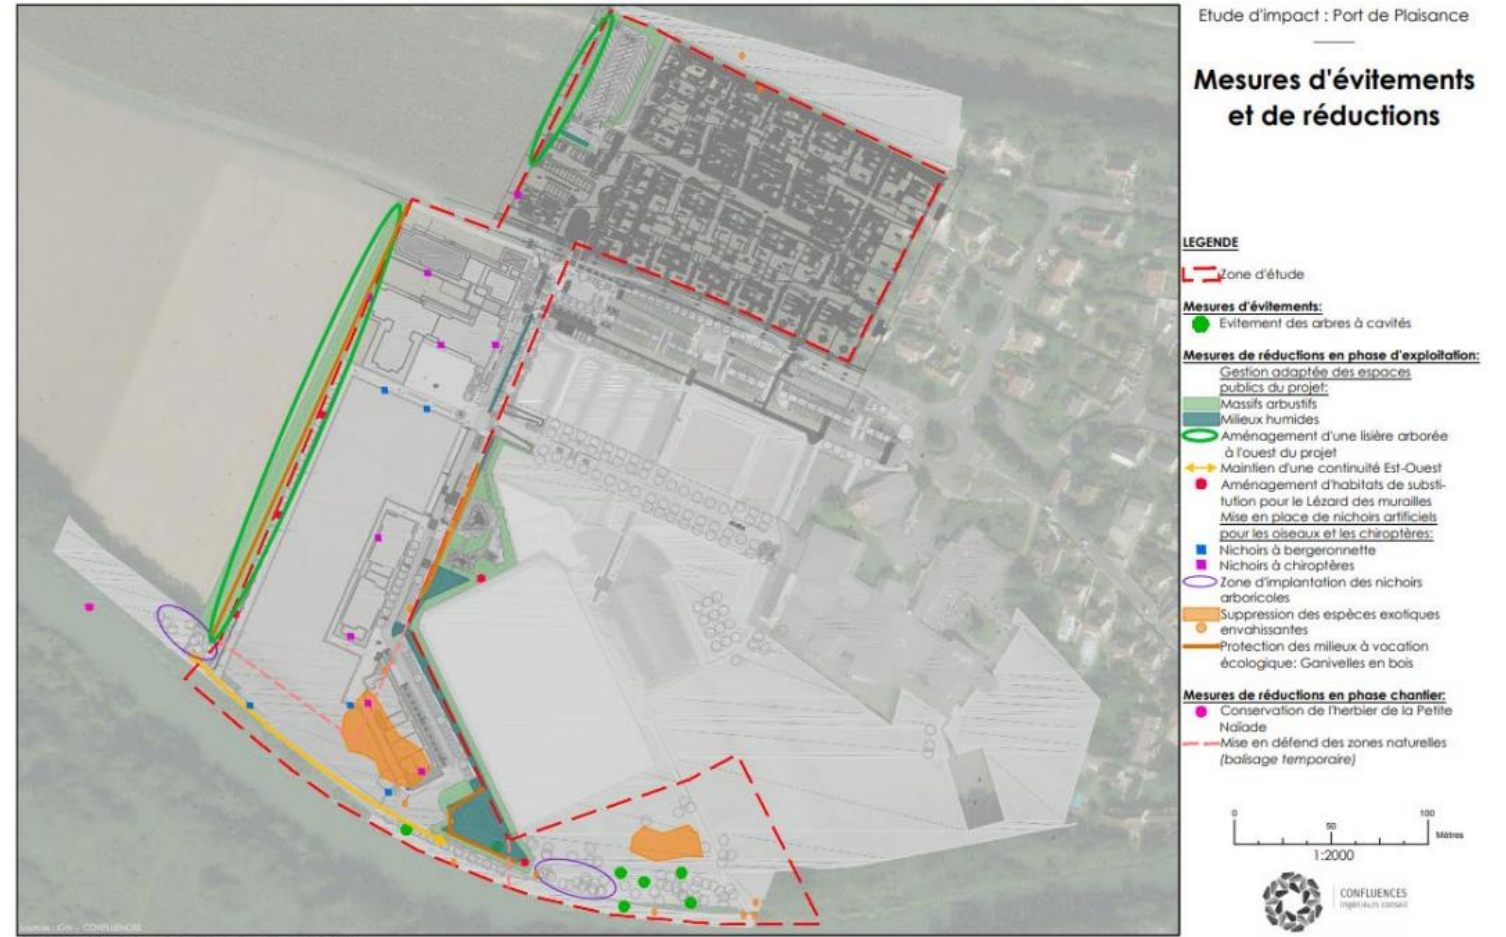 Etude d'impact : Port de Plaisance
Mesures d'évitements
et de réductions
LEGENDE
Zone d'étude
Mesures d'évitements:
Evitement des arbres à cavités
Mesures de réductions en phase d'exploitation:
Gestion adaptée des espaces
publics du projet:
Massifs arbustifs
Milieux humides
Aménagement d'une lisière arborée
à l'ouest du projet
Maintien d'une continuité Est-Ouest
Aménagement d'habitats de substi-
tution pour le Lézard des murailles
Mise en place de nichoirs artificiels
pour les oiseaux et les chiroptères:
Nichoirs à bergeronnette
Nichoirs à chiroptères
Zone d'implantation des nichoirs
arboricoles
Suppression des espèces exotiques
envahissantes
Protection des milieux à vocation
écologique: Ganivelles en bois
Mesures de réductions en phase chantier:
Conservation de l'herbier de la Petite
Naïade
Mise en défend des zones naturelles
(balisage temporaire)
0 50 100
Mètres
1:2000
CONFLUENCES
Ingénieurs conseil
Sources : IGN - CONFLUENCES